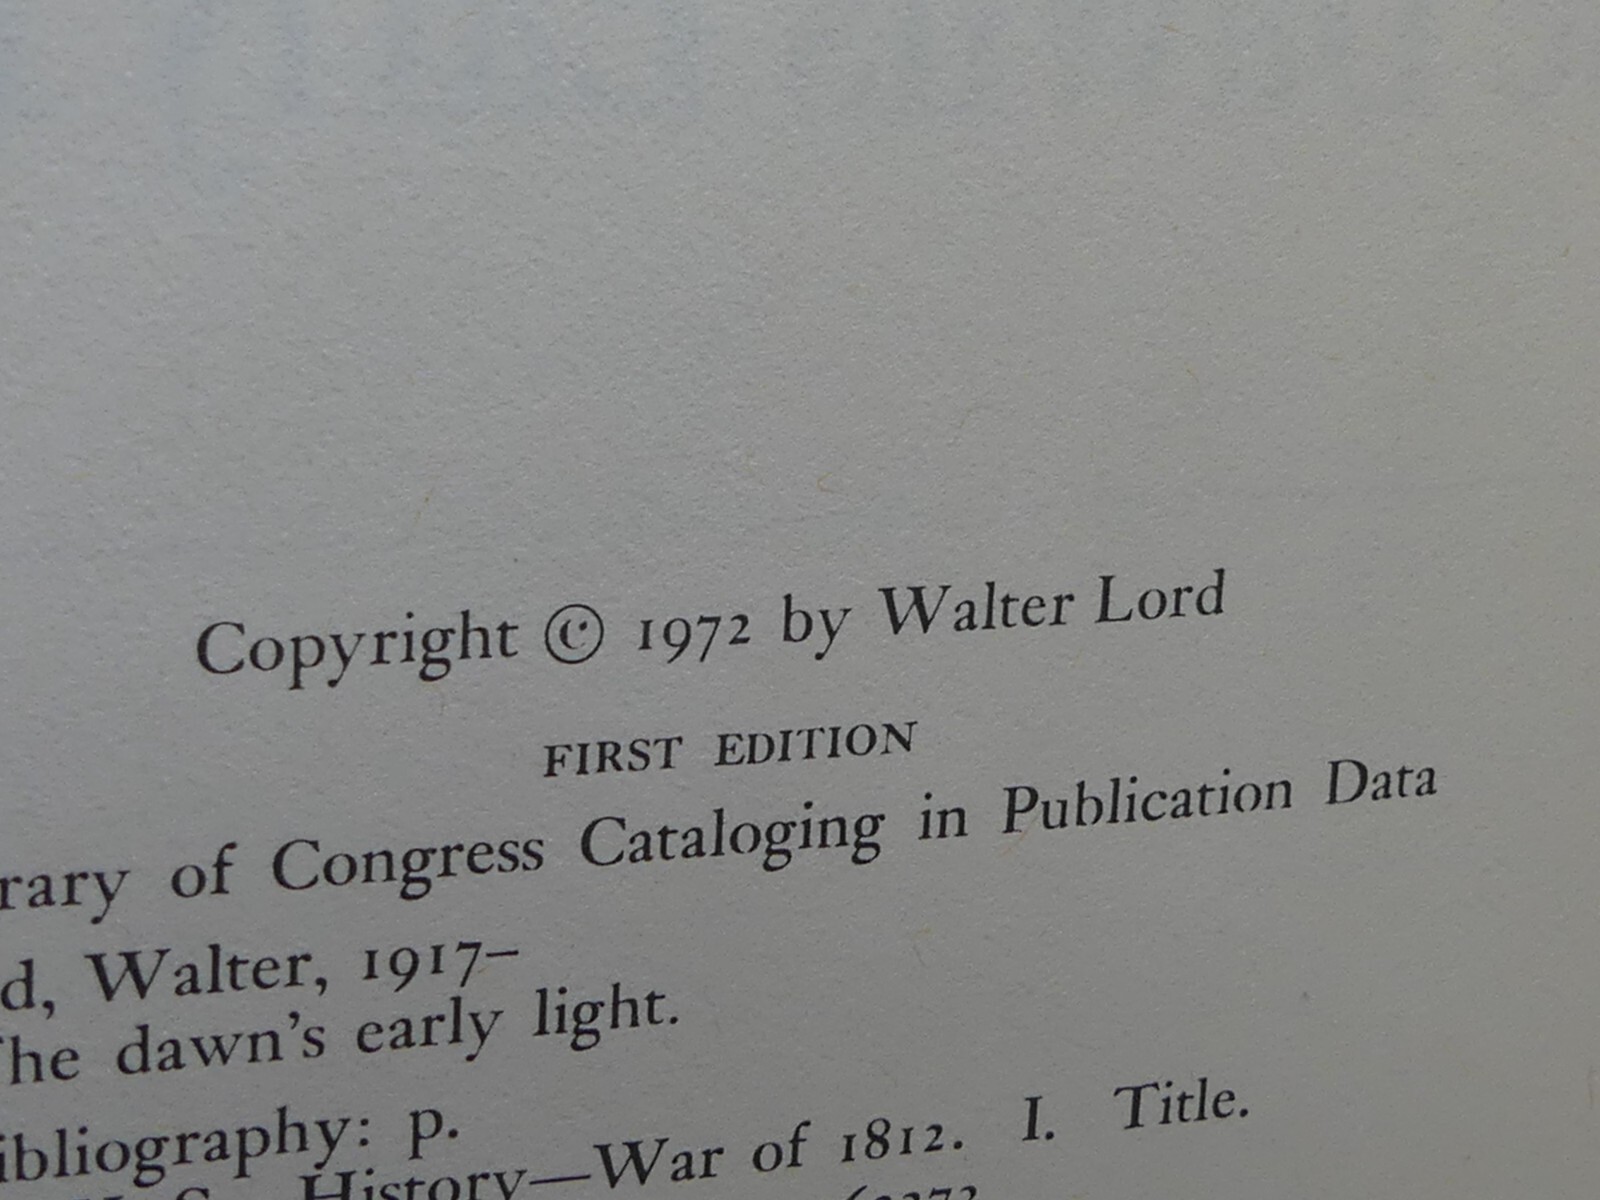 Copyright © 1972 by Walter Lord
FIRST EDITION
rary of Congress Cataloging in Publication Data
d, Walter, 1917–
The dawn's early light.
ibliography: p.
History—War of 1812. I. Title.